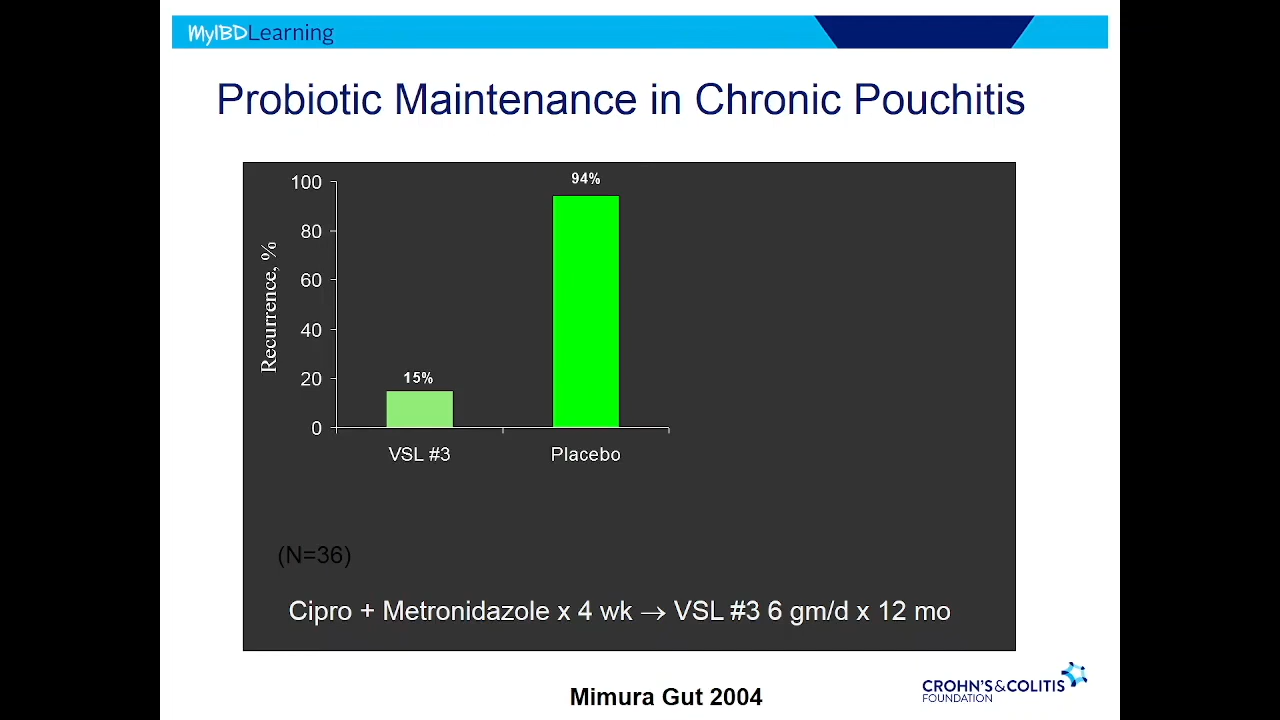 MyIBDLearning
Probiotic Maintenance in Chronic Pouchitis
100
80
60
40
20
0
Recurrence, %
94%
15%
VSL #3
Placebo
(N=36)
Cipro + Metronidazole x 4 wk → VSL #3 6 gm/d x 12 mo
Mimura Gut 2004
CROHN'S&COLITIS
FOUNDATION